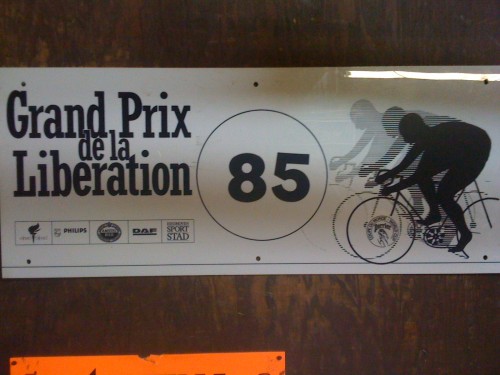 Grand Prix
de la
Liberation
85
PHILIPS
DAF
SPORT
STAD